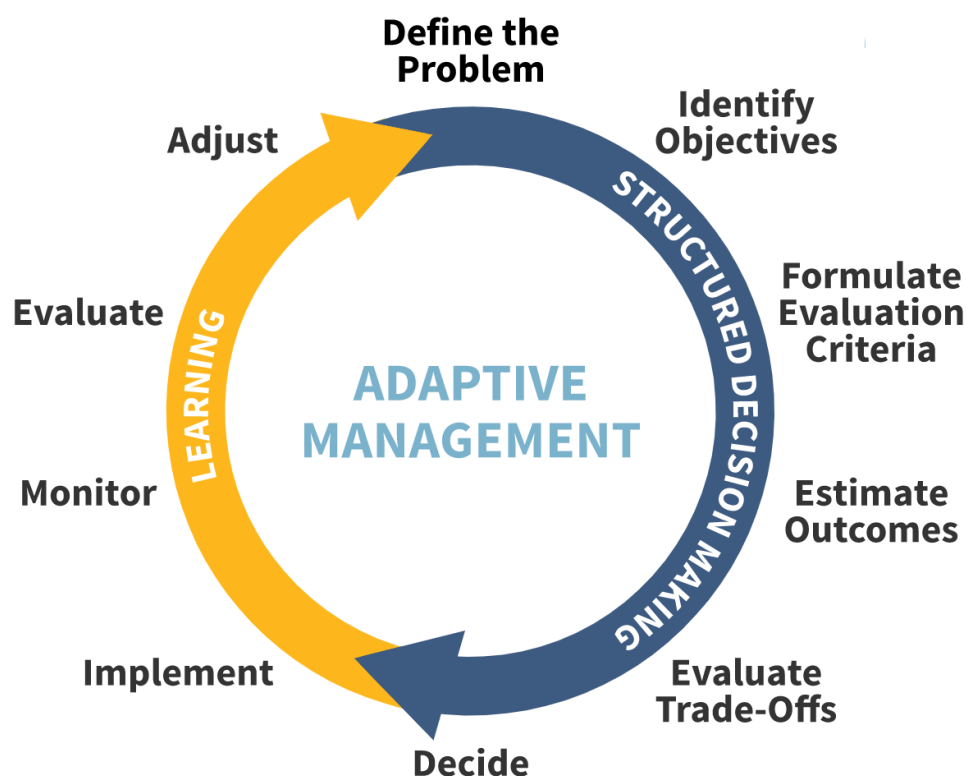 Define the
Problem
Identify
Objectives
Formulate
Evaluation
Criteria
Estimate
Outcomes
Evaluate
Trade-Offs
Decide
Implement
Monitor
Evaluate
Adjust
STRUCTURED DECISION MAKING
LEARNING
ADAPTIVE
MANAGEMENT